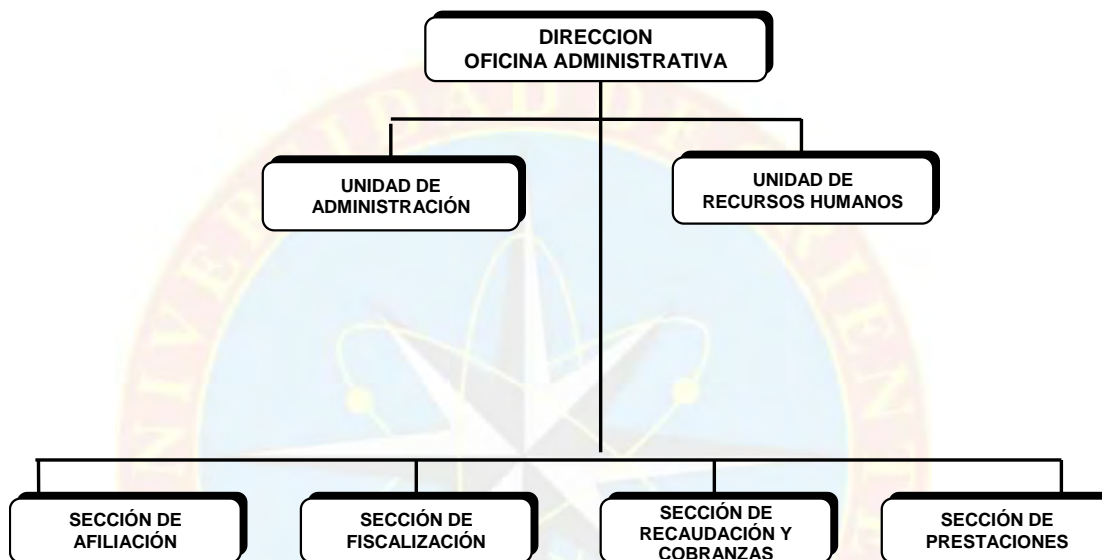 DIRECCION
OFICINA ADMINISTRATIVA
UNIDAD DE
ADMINISTRACIÓN
UNIDAD DE
RECURSOS HUMANOS
SECCIÓN DE
AFILIACIÓN
SECCIÓN DE
FISCALIZACIÓN
SECCIÓN DE
RECAUDACIÓN Y
COBRANZAS
SECCIÓN DE
PRESTACIONES